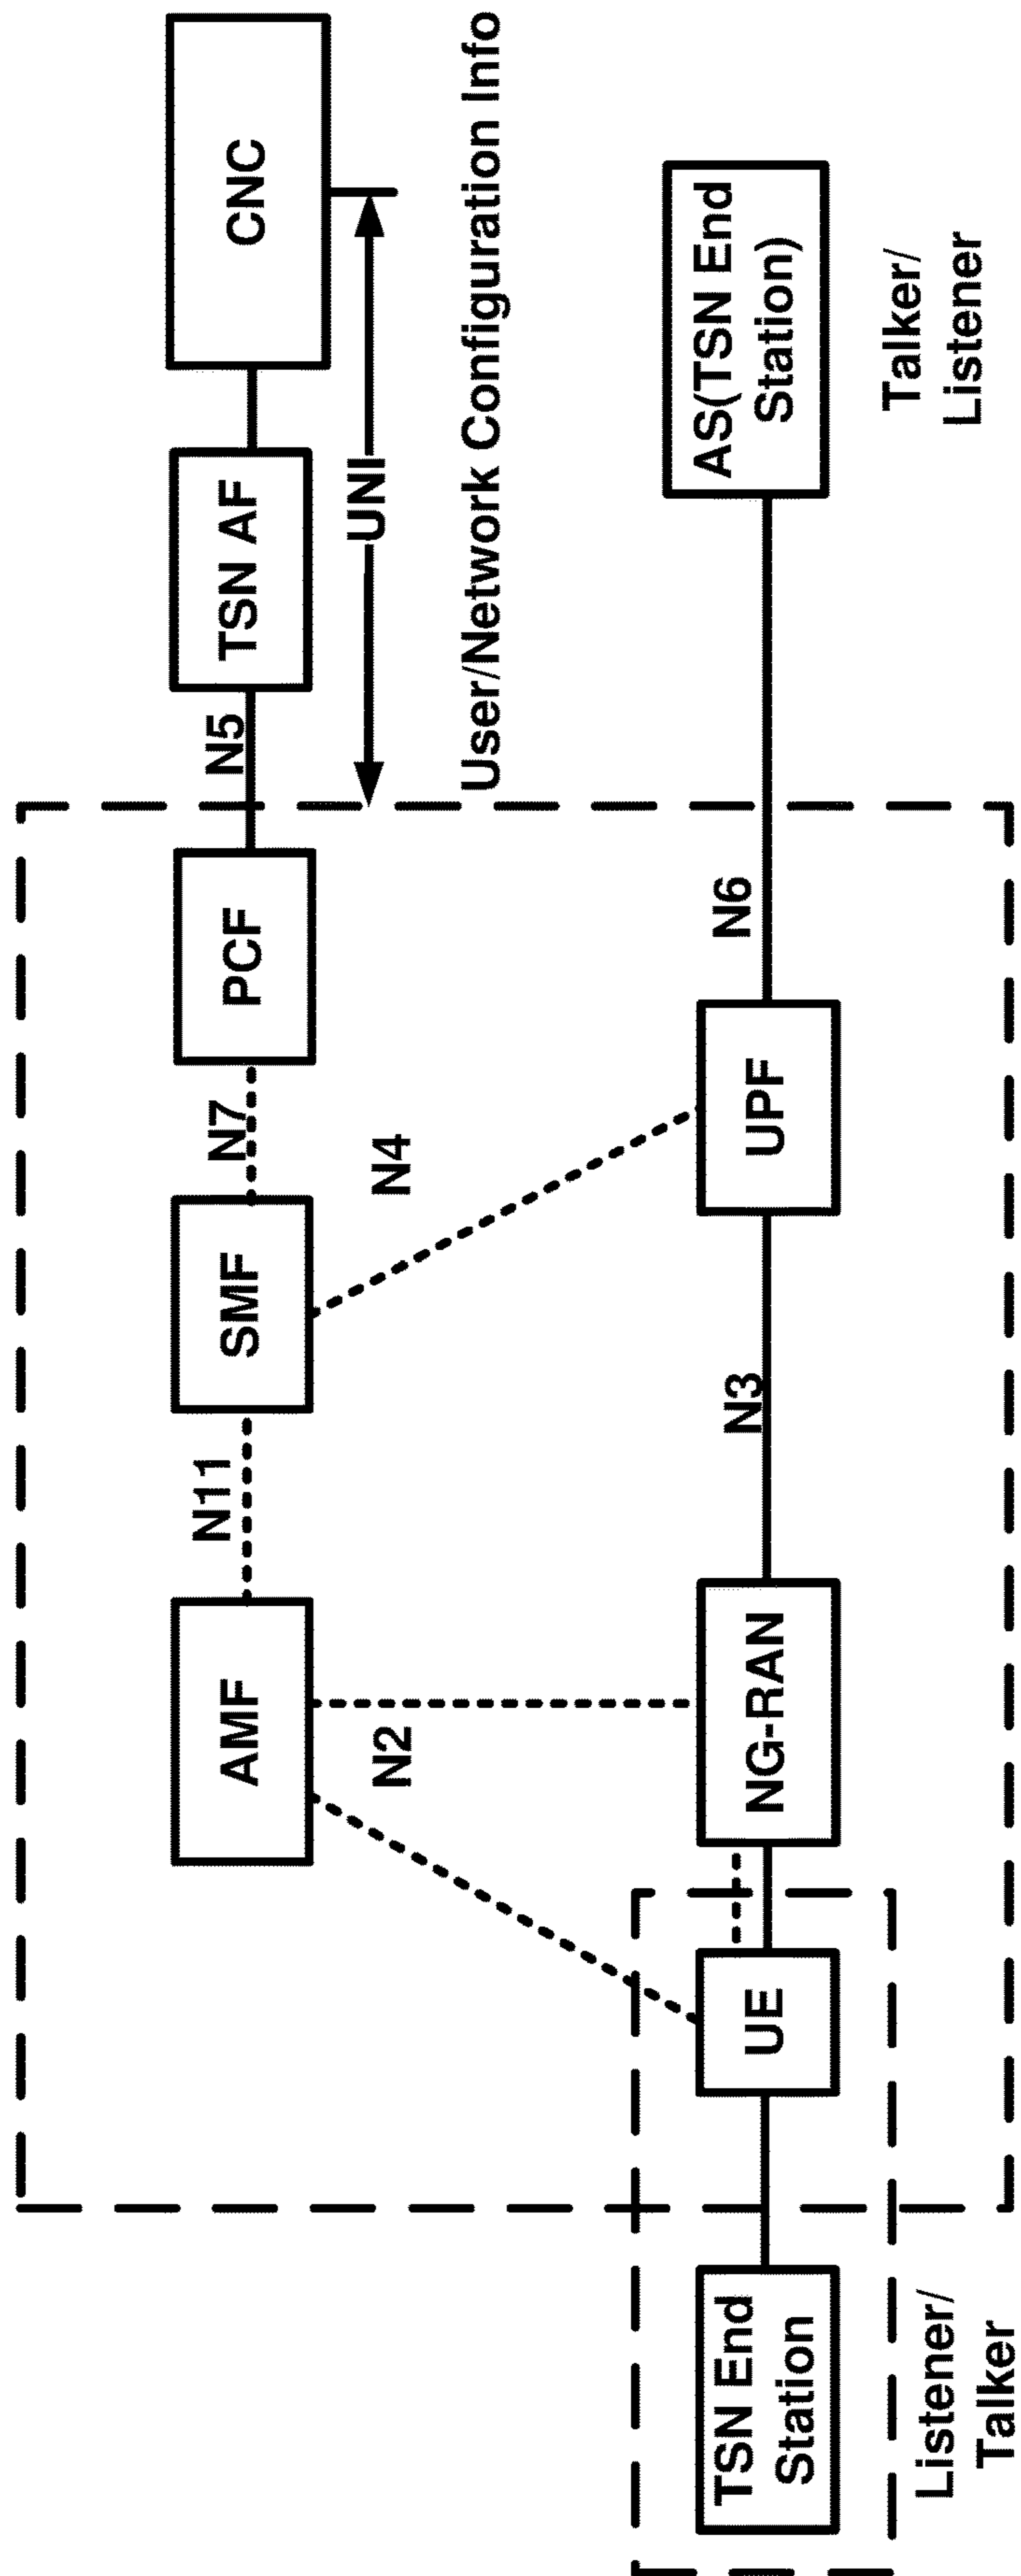 AMF
N11
SMF
N7
PCF
N5
TSN AF
CNC
N2
N4
UNI
User/Network Configuration Info
TSN End
Station
UE
NG-RAN
N3
UPF
N6
AS(TSN End
Station)
Listener/
Talker
Talker/
Listener